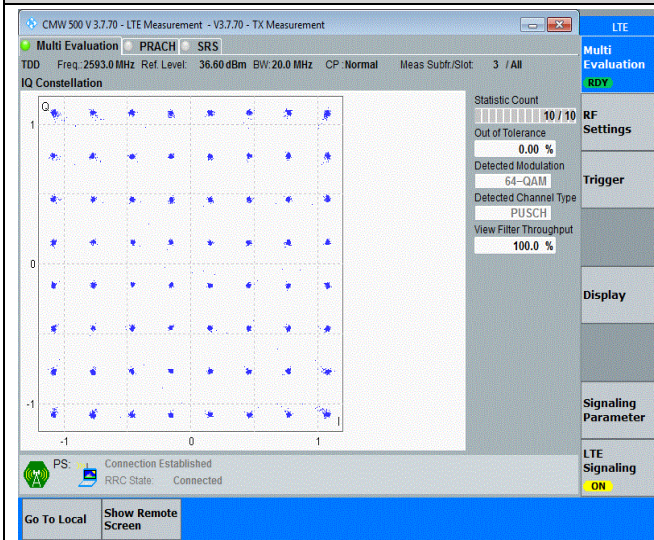 CMW 500 V 3.7.70 - LTE Measurement - V3.7.70 - TX Measurement
LTE
Multi Evaluation PRACH SRS
Multi Evaluation
RDY
TDD Freq.: 2593.0 MHz Ref. Level: 36.60 dBm BW: 20.0 MHz CP : Normal Meas Subfr./Slot: 3 / All
IQ Constellation
Q
1
0
-1
-1 0 1
I
Statistic Count
10 / 10
Out of Tolerance
0.00 %
Detected Modulation
64-QAM
Detected Channel Type
PUSCH
View Filter Throughput
100.0 %
RF Settings
Trigger
Display
Signaling Parameter
LTE Signaling
ON
PS: Connection Established
RRC State: Connected
Go To Local
Show Remote Screen